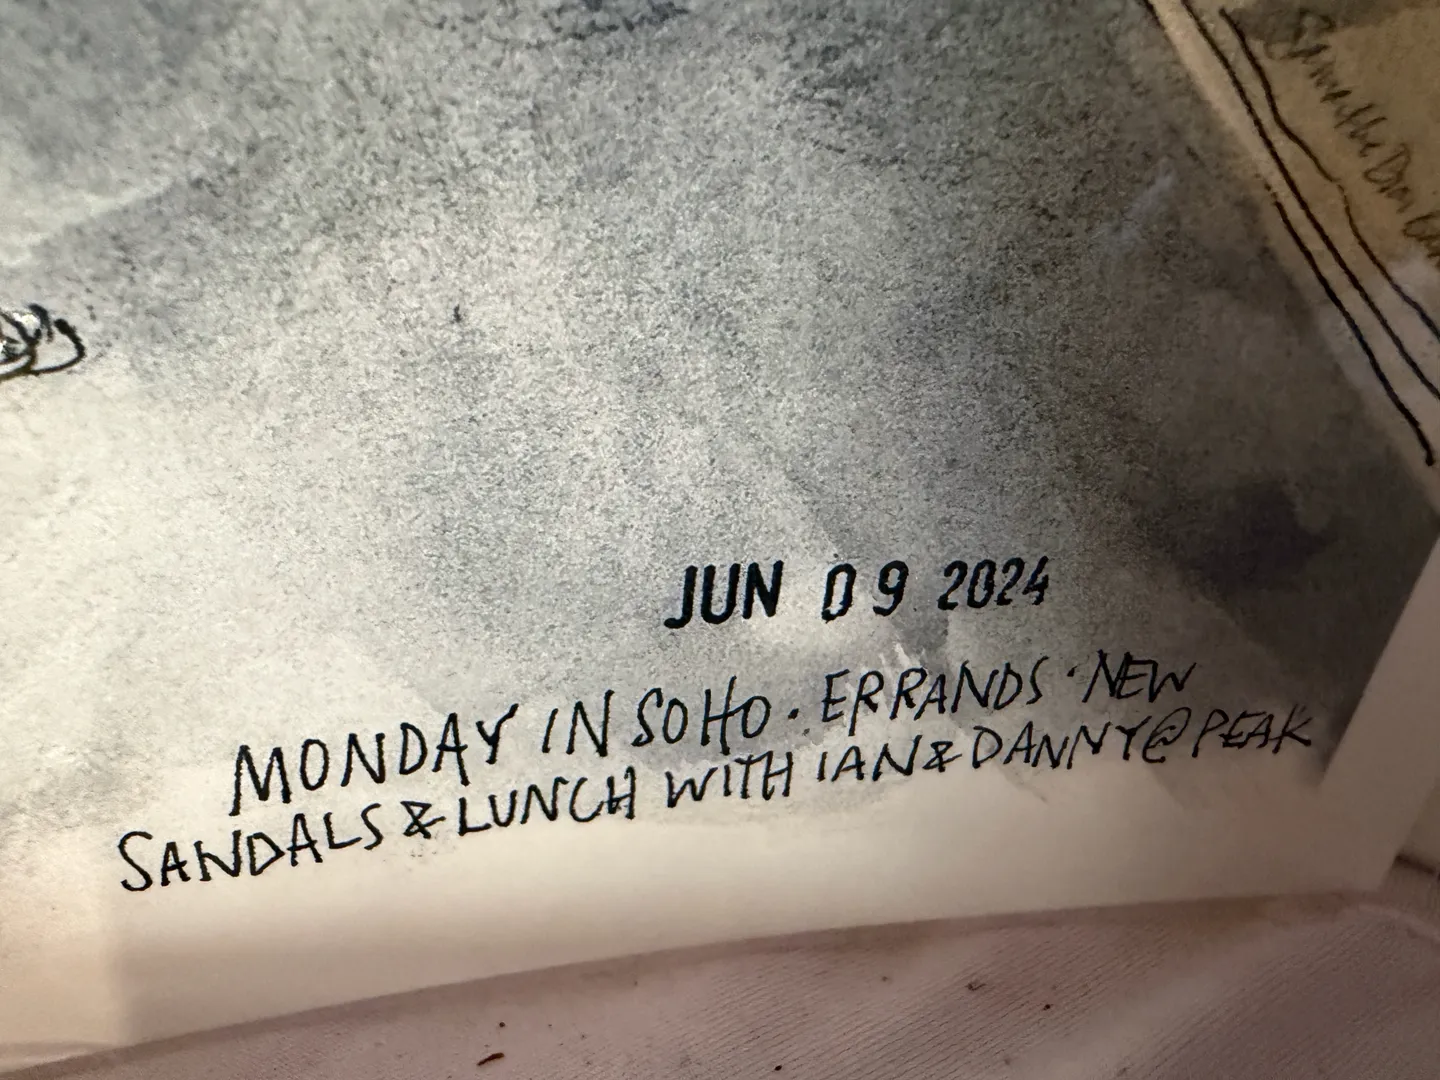 JUN 09 2024
MONDAY IN SOHO · ERRANDS · NEW
SANDALS & LUNCH WITH IAN & DANNY @ PEAK